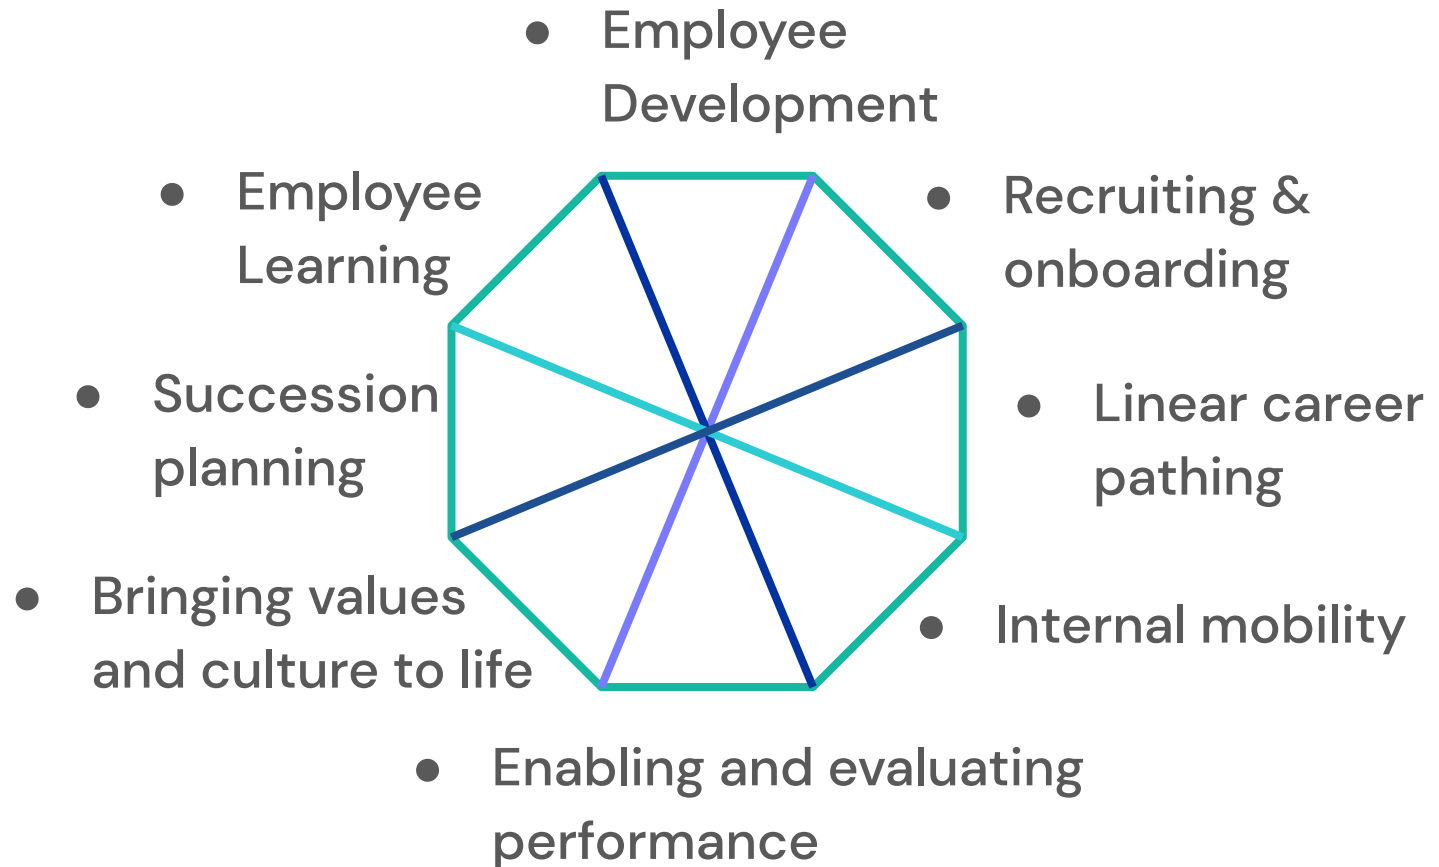 ● Employee
Development
● Recruiting &
onboarding
● Linear career
pathing
● Internal mobility
● Enabling and evaluating
performance
● Bringing values
and culture to life
● Succession
planning
● Employee
Learning